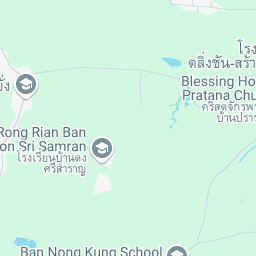 โรง
ตลิ่งชัน-สร้า
Blessing Ho
Pratana Chu
คริสตจักรพร
บ้านปรา
Rong Rian Ban
on Sri Samran
โรงเรียนบ้านดง
ศรีสำราญ
Ban Nong Kung School